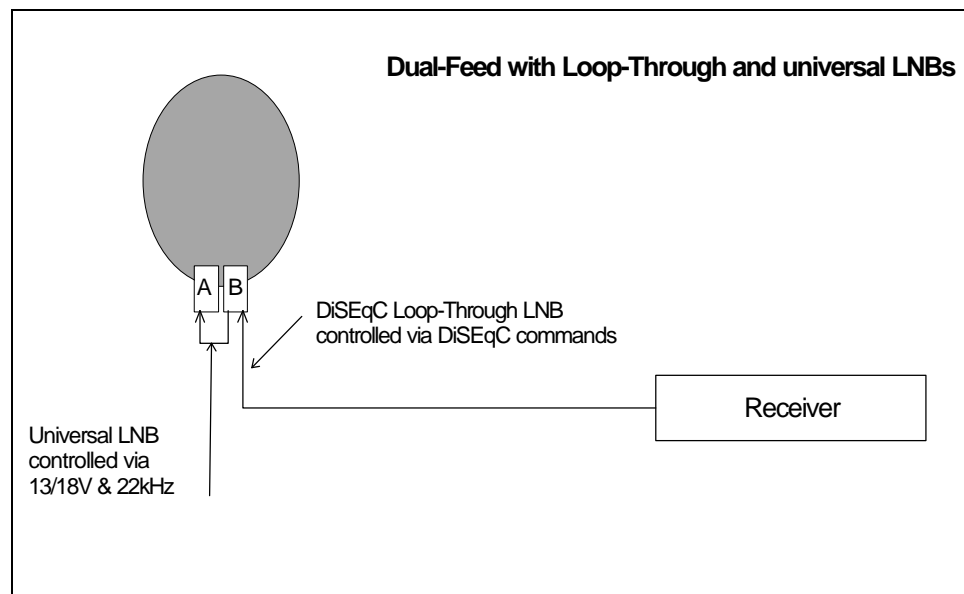 Dual-Feed with Loop-Through and universal LNBs
A B
DiSEqC Loop-Through LNB
controlled via DiSEqC commands
Receiver
Universal LNB
controlled via
13/18V & 22kHz